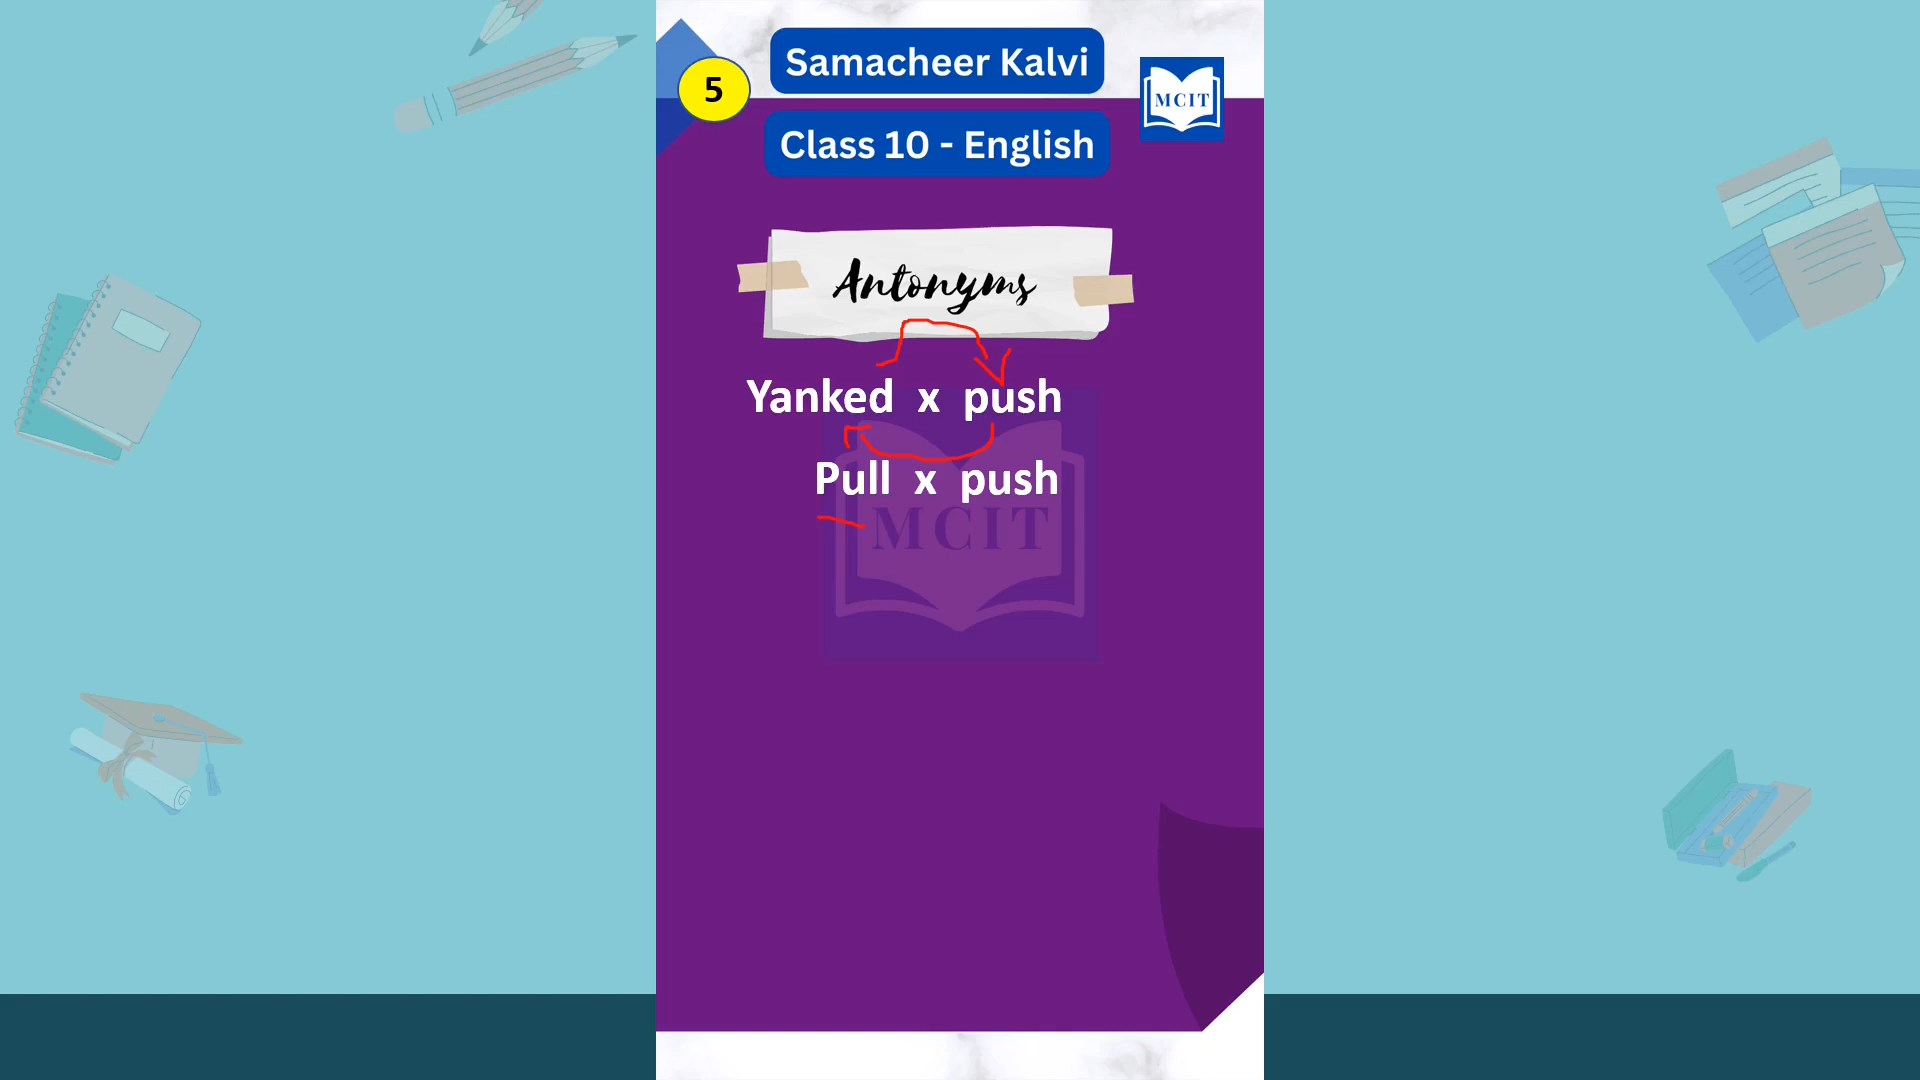 Samacheer Kalvi
5
MCIT
Class 10 - English
Antonyms
Yanked x push
Pull x push
MCIT